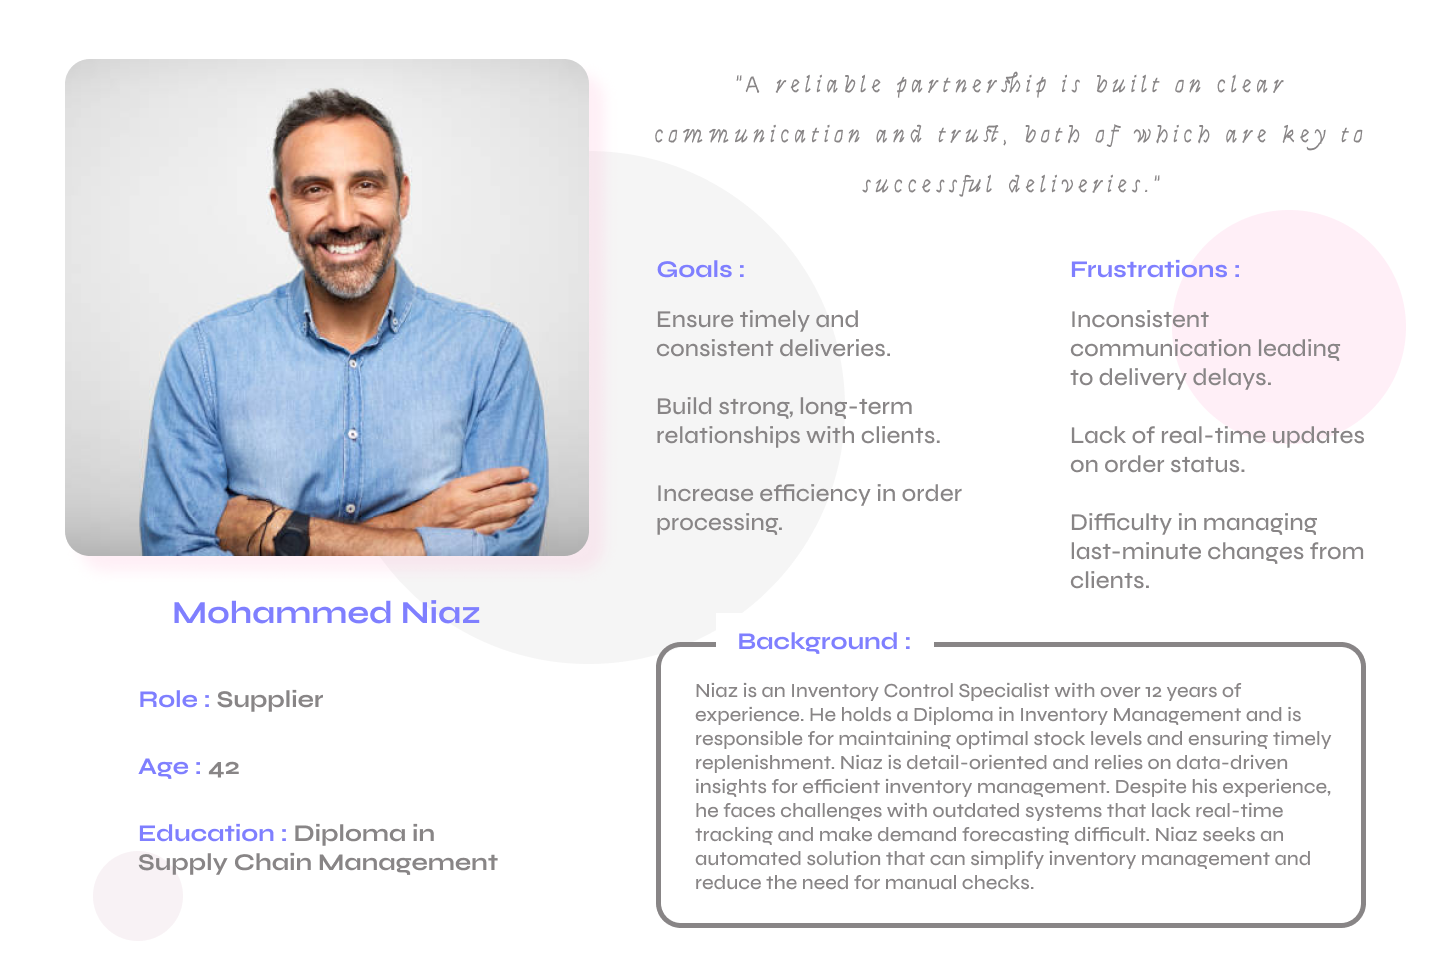 "A reliable partnership is built on clear
communication and trust, both of which are key to
successful deliveries."
Goals :
Ensure timely and
consistent deliveries.
Build strong, long-term
relationships with clients.
Increase efficiency in order
processing.
Frustrations :
Inconsistent
communication leading
to delivery delays.
Lack of real-time updates
on order status.
Difficulty in managing
last-minute changes from
clients.
Mohammed Niaz
Role : Supplier
Age : 42
Education : Diploma in
Supply Chain Management
Background :
Niaz is an Inventory Control Specialist with over 12 years of
experience. He holds a Diploma in Inventory Management and is
responsible for maintaining optimal stock levels and ensuring timely
replenishment. Niaz is detail-oriented and relies on data-driven
insights for efficient inventory management. Despite his experience,
he faces challenges with outdated systems that lack real-time
tracking and make demand forecasting difficult. Niaz seeks an
automated solution that can simplify inventory management and
reduce the need for manual checks.